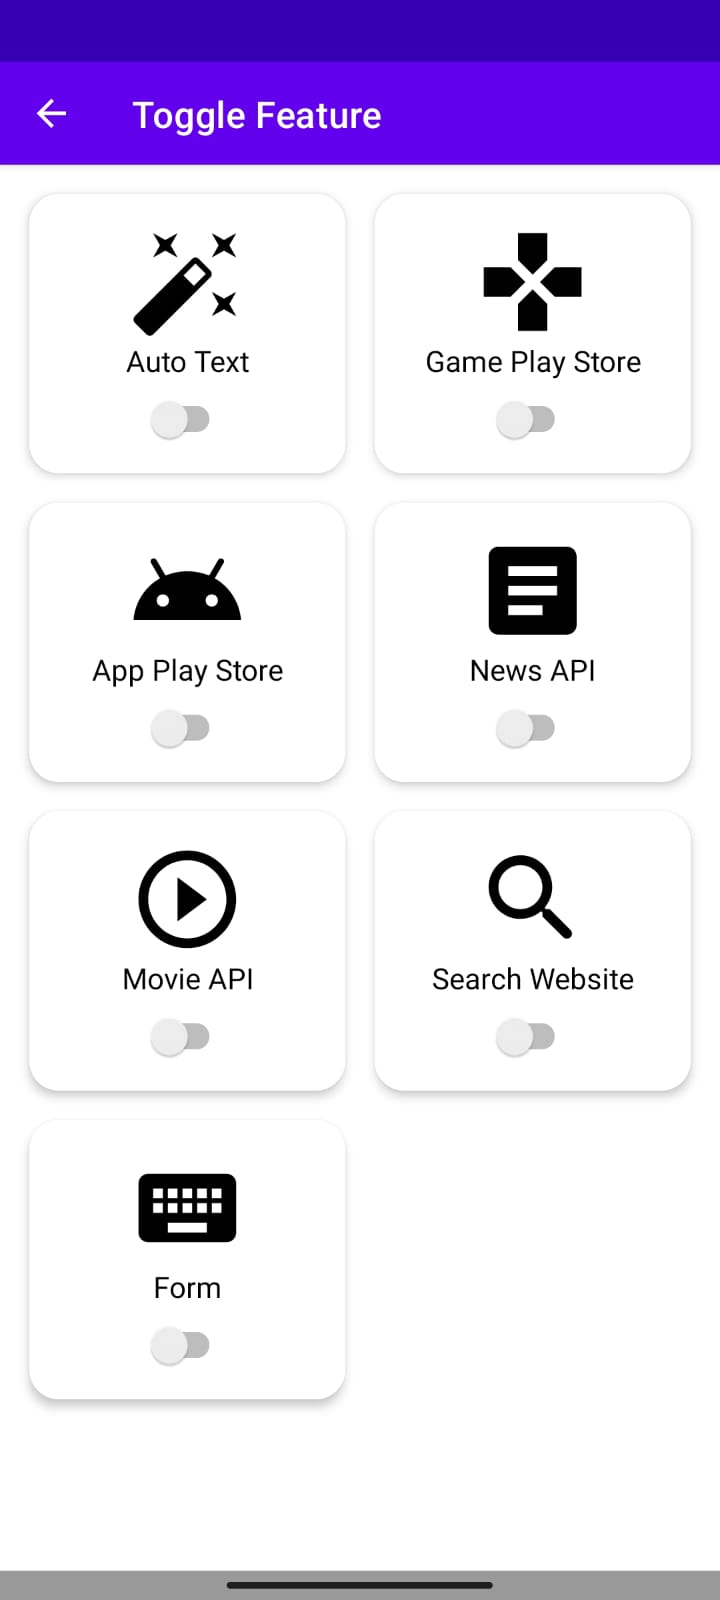 Toggle Feature
Auto Text
Game Play Store
App Play Store
News API
Movie API
Search Website
Form